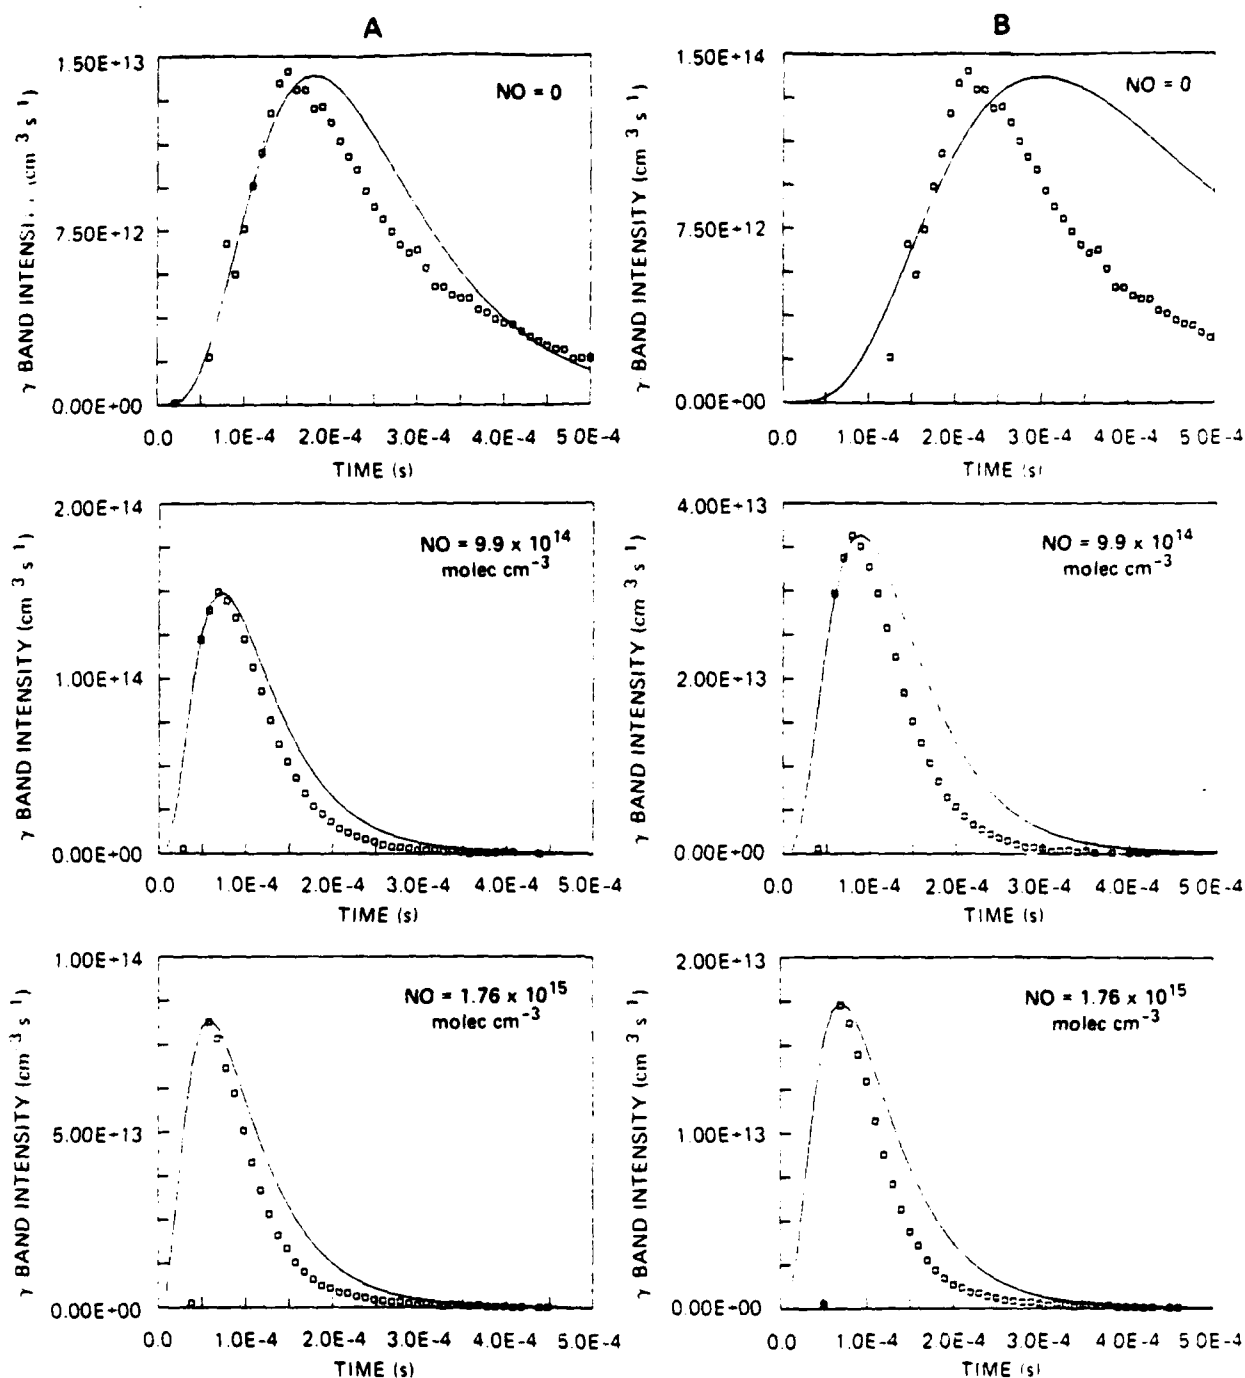 A
B
1.50E+13
NO = 0
7.50E+12
0.00E+00
0.0 1.0E-4 2.0E-4 3.0E-4 4.0E-4 5.0E-4
TIME (s)
γ BAND (cm 3 s 1)
1.50E+14
NO = 0
7.50E+12
0.00E+00
0.0 1.0E-4 2.0E-4 3.0E-4 4.0E-4 5.0E-4
TIME (s)
γ BAND INTENSITY (cm 3 s 1)
2.00E+14
NO = 9.9 x 10^14
molec cm^-3
1.00E+14
0.00E+00
0.0 1.0E-4 2.0E-4 3.0E-4 4.0E-4 5.0E-4
TIME (s)
γ BAND INTENSITY (cm 3 s 1)
4.00E+13
NO = 9.9 x 10^14
molec cm^-3
2.00E+13
0.00E+00
0.0 1.0E-4 2.0E-4 3.0E-4 4.0E-4 5.0E-4
TIME (s)
γ BAND INTENSITY (cm 3 s 1)
1.00E+14
NO = 1.76 x 10^15
molec cm^-3
5.00E+13
0.00E+00
0.0 1.0E-4 2.0E-4 3.0E-4 4.0E-4 5.0E-4
TIME (s)
γ BAND INTENSITY (cm 3 s 1)
2.00E+13
NO = 1.76 x 10^15
molec cm^-3
1.00E+13
0.00E+00
0.0 1.0E-4 2.0E-4 3.0E-4 4.0E-4 5.0E-4
TIME (s)
γ BAND INTENSITY (cm 3 s 1)